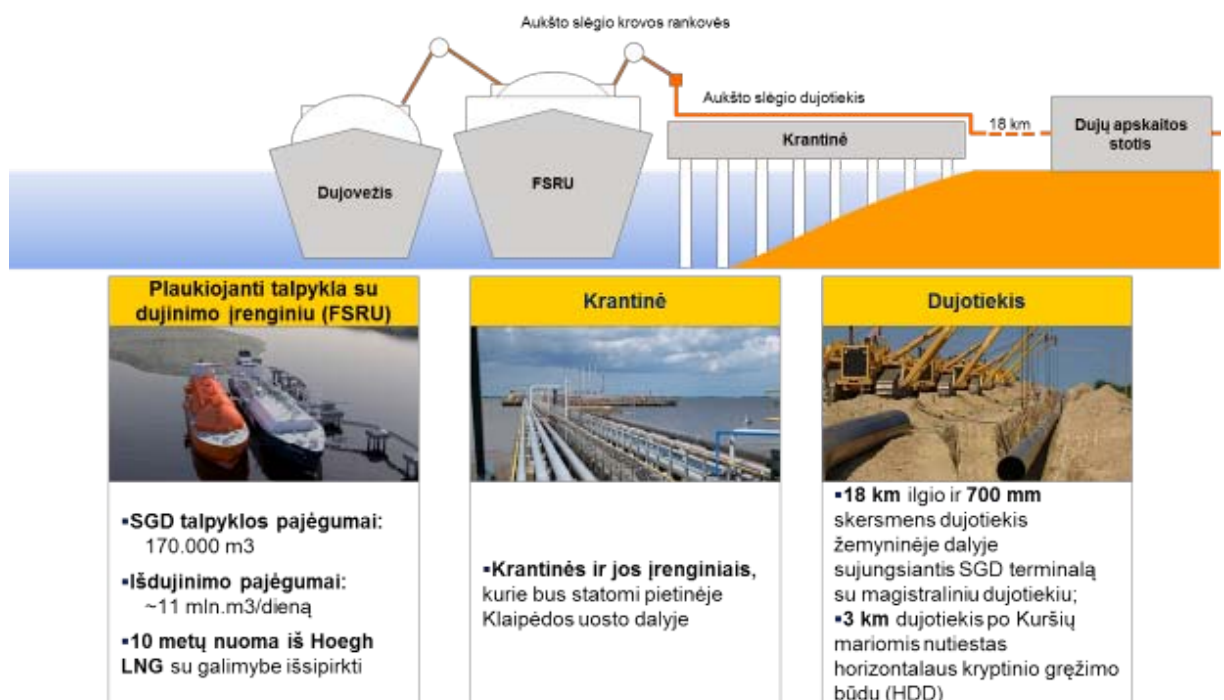 Aukšto slėgio krovos rankovės
Aukšto slėgio dujotiekis
18 km
Dujų apskaitos
stotis
Krantinė
Dujovežis
FSRU
Plaukiojanti talpykla su
dujinimo įrenginiu (FSRU)
▪SGD talpyklos pajėgumai:
170.000 m3
▪Išdujinimo pajėgumai:
~11 mln.m3/dieną
▪10 metų nuoma iš Hoegh
LNG su galimybe išsipirkti
Krantinė
▪Krantinės ir jos įrenginiais,
kurie bus statomi pietinėje
Klaipėdos uosto dalyje
Dujotiekis
▪18 km ilgio ir 700 mm
skersmens dujotiekis
žemyninėje dalyje
sujungsiantis SGD terminalą
su magistraliniu dujotiekiu;
▪3 km dujotiekis po Kuršių
mariomis nutiestas
horizontalaus kryptinio gręžimo
būdu (HDD)